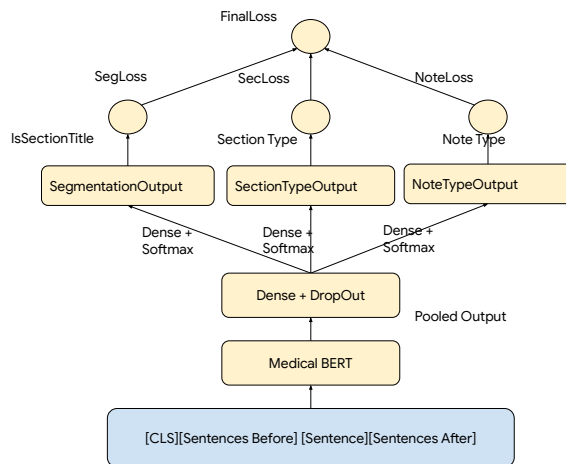 FinalLoss
SegLoss
SecLoss
NoteLoss
IsSectionTitle
Section Type
Note Type
SegmentationOutput
SectionTypeOutput
NoteTypeOutput
Dense +
Softmax
Dense +
Softmax
Dense +
Softmax
Dense + DropOut
Pooled Output
Medical BERT
[CLS][Sentences Before] [Sentence][Sentences After]